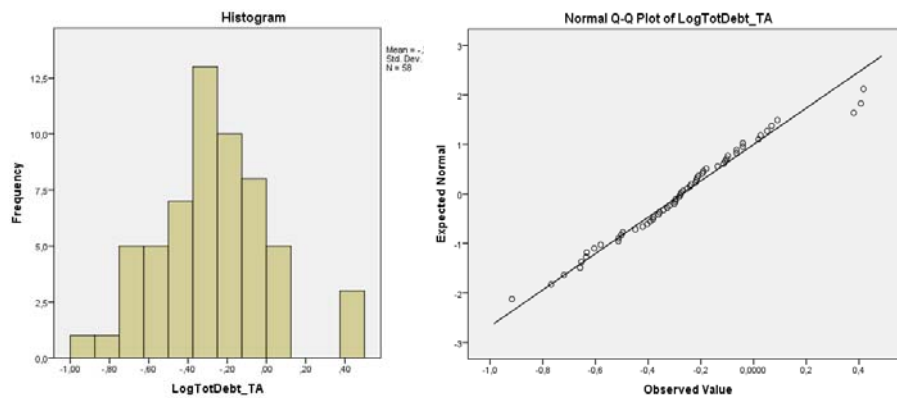 Histogram
Mean = -,
Std. Dev.
N = 58
12,5
10,0
7,5
5,0
2,5
0,0
Frequency
-1,00 -,80 -,60 -,40 -,20 ,00 ,20 ,40
LogTotDebt_TA
Normal Q-Q Plot of LogTotDebt_TA
3
2
1
0
-1
-2
-3
Expected Normal
-1,0 -0,8 -0,6 -0,4 -0,2 0,0000 0,2 0,4
Observed Value